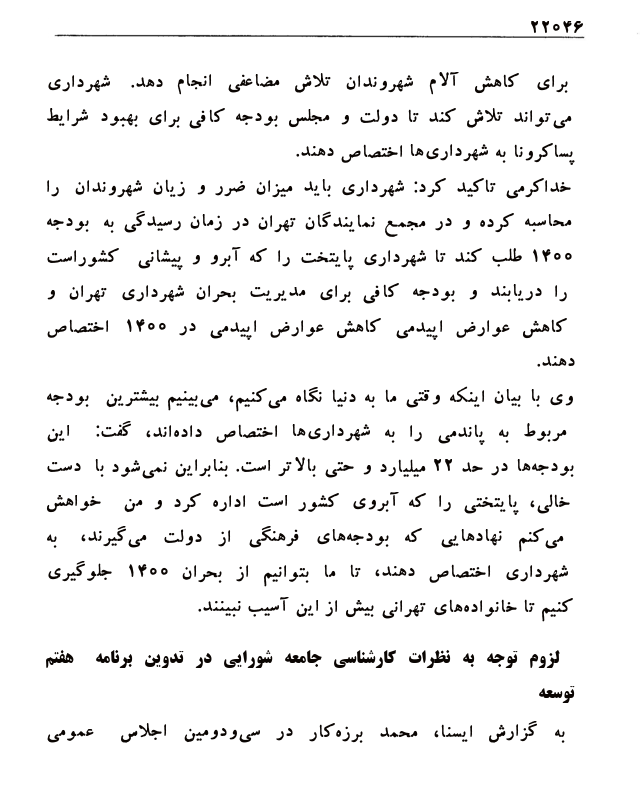 ۲۲۰۴۶
برای کاهش آلام شهروندان تلاش مضاعفی انجام دهد. شهرداری
می‌تواند تلاش کند تا دولت و مجلس بودجه کافی برای بهبود شرایط
پساکرونا به شهرداری‌ها اختصاص دهند.
خداکرمی تاکید کرد: شهرداری باید میزان ضرر و زیان شهروندان را
محاسبه کرده و در مجمع نمایندگان تهران در زمان رسیدگی به بودجه
۱۴۰۰ طلب کند تا شهرداری پایتخت را که آبرو و پیشانی کشوراست
را دریابند و بودجه کافی برای مدیریت بحران شهرداری تهران و
کاهش عوارض اپیدمی کاهش عوارض اپیدمی در ۱۴۰۰ اختصاص
دهند.
وی با بیان اینکه وقتی ما به دنیا نگاه می‌کنیم، می‌بینیم بیشترین بودجه
مربوط به پاندمی را به شهرداری‌ها اختصاص داده‌اند، گفت: این
بودجه‌ها در حد ۲۲ میلیارد و حتی بالاتر است. بنابراین نمی‌شود با دست
خالی، پایتختی را که آبروی کشور است اداره کرد و من خواهش
می‌کنم نهادهایی که بودجه‌های فرهنگی از دولت می‌گیرند، به
شهرداری اختصاص دهند، تا ما بتوانیم از بحران ۱۴۰۰ جلوگیری
کنیم تا خانواده‌های تهرانی بیش از این آسیب نبینند.
لزوم توجه به نظرات کارشناسی جامعه شورایی در تدوین برنامه هفتم
توسعه
به گزارش ایسنا، محمد برزه‌کار در سی‌ودومین اجلاس عمومی